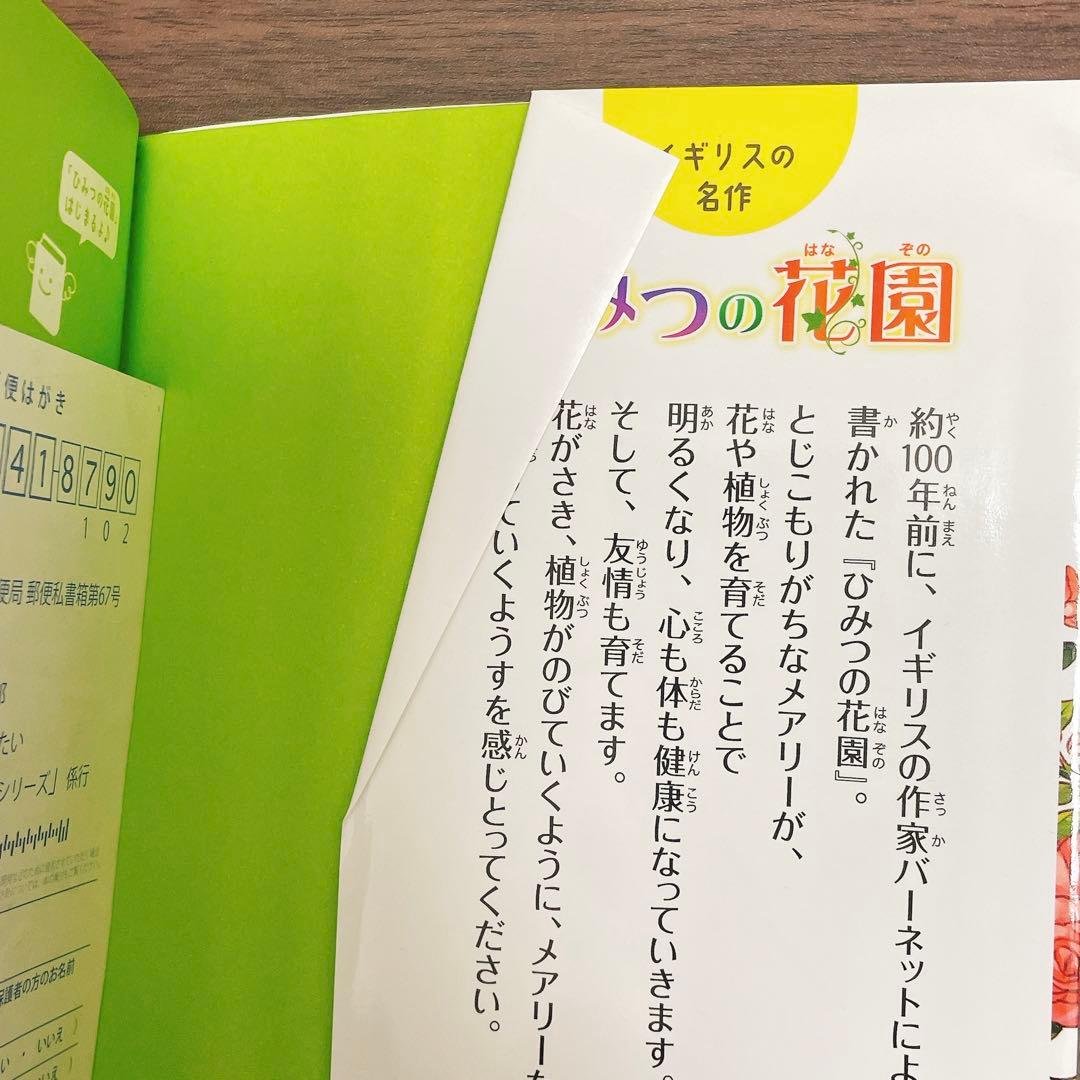 「ひみつの花園」
はじまるよ♪
便はがき
418790
102
便局 郵便私書箱第67号
たい
シリーズ」 係行
保護者の方のお名前
い ・ いいえ )
いいえ )
イギリスの
名作
みつの花園
約100年前に、イギリスの作家バーネットによ
書かれた『ひみつの花園』。
とじこもりがちなメアリーが、
花や植物を育てることで
明るくなり、心も体も健康になっていきます。
そして、友情も育てます。
花がさき、植物がのびていくように、メアリーた
ていくようすを感じとってください。